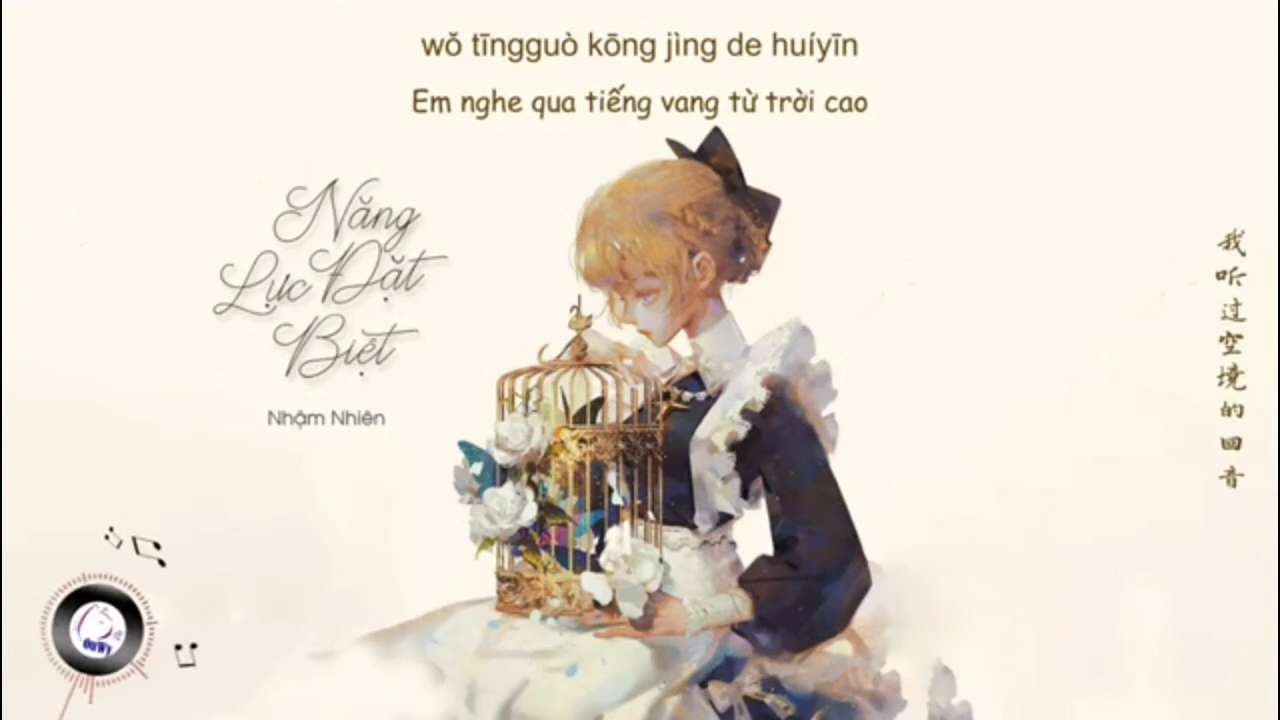 wǒ tīngguò kōng jìng de huíyīn
Em nghe qua tiếng vang từ trời cao
Năng
Lực Đặt
Biệt
Nhậm Nhiên
我听过空境的回音
OuWy